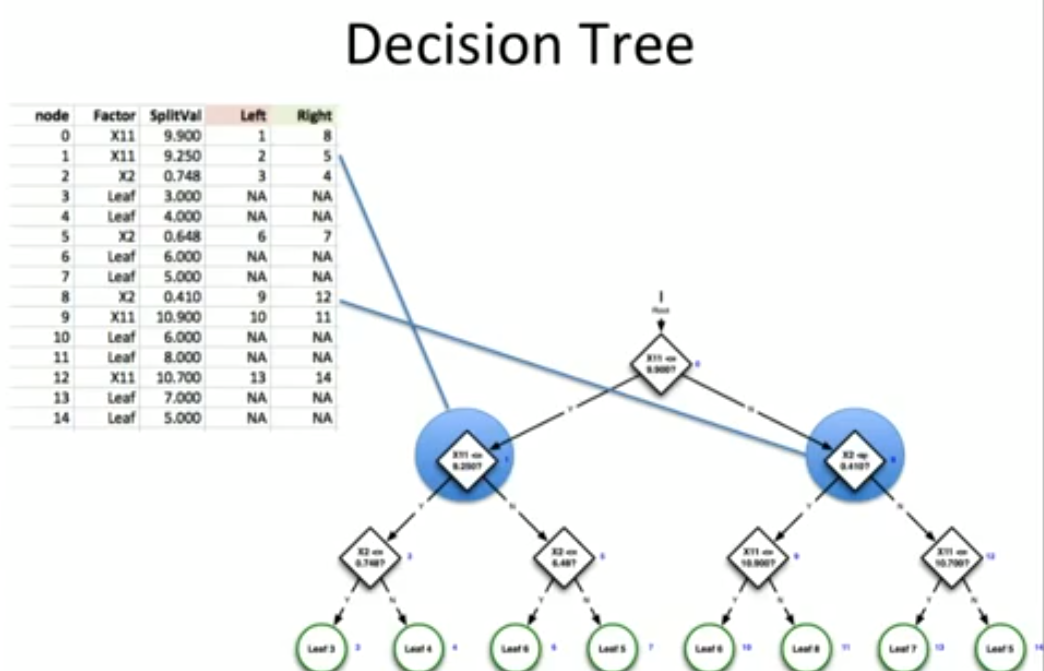 Decision Tree
node Factor SplitVal Left Right
0 X11 9.900 1 8
1 X11 9.250 2 5
2 X2 0.748 3 4
3 Leaf 3.000 NA NA
4 Leaf 4.000 NA NA
5 X2 0.648 6 7
6 Leaf 6.000 NA NA
7 Leaf 5.000 NA NA
8 X2 0.410 9 12
9 X11 10.900 10 11
10 Leaf 6.000 NA NA
11 Leaf 8.000 NA NA
12 X11 10.700 13 14
13 Leaf 7.000 NA NA
14 Leaf 5.000 NA NA
Root
X11 <=
9.900? 0
Y N
X11 <=
9.250? 1
X2 <=
0.410? 8
Y N Y N
X2 <=
0.748?
X2 <=
6.48? 5
X11 <=
10.900? 9
X11 <=
10.700? 12
Y N Y N Y N Y N
Leaf 3 3 Leaf 4 4 Leaf 6 6 Leaf 5 7 Leaf 6 10 Leaf 8 11 Leaf 7 13 Leaf 5 14